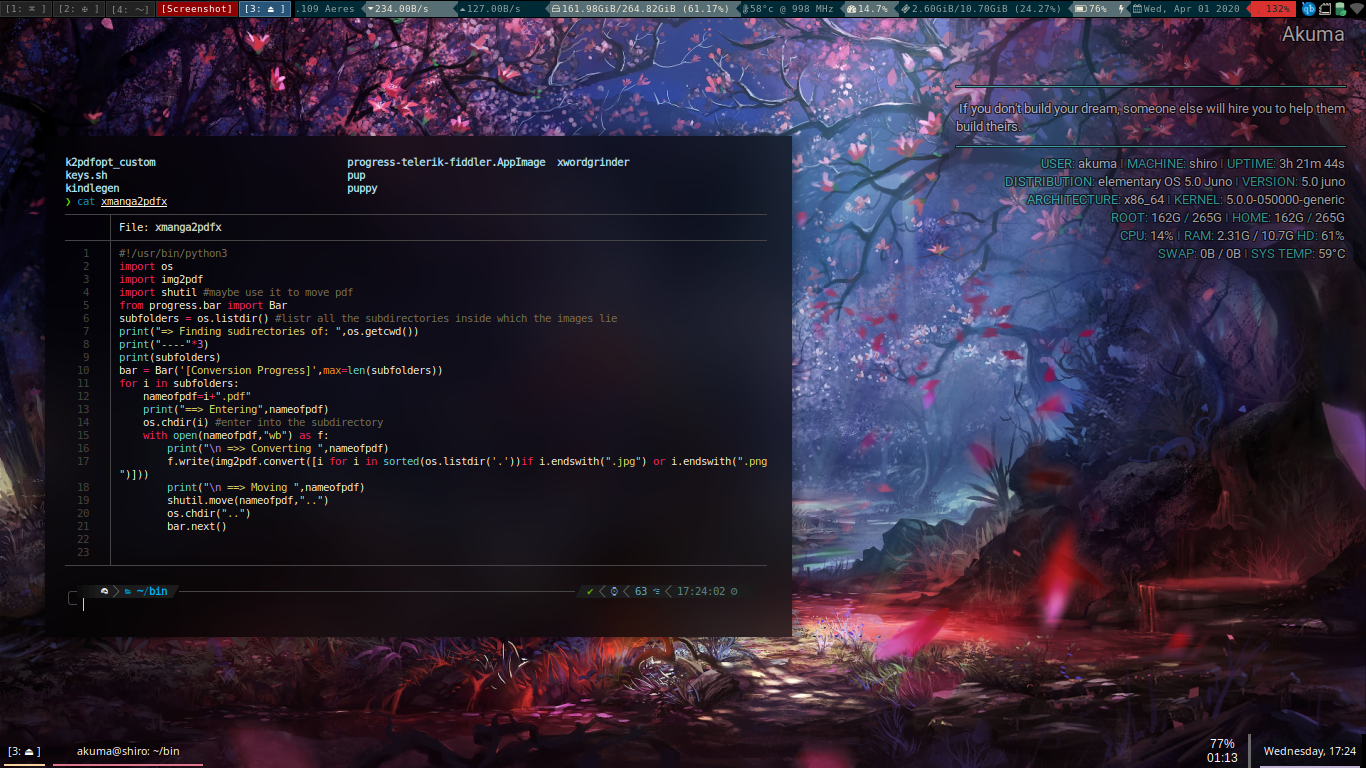 [1: ⌘ ] [2: ✠ ] [4: ～] [Screenshot] [3: ⏏ ] .109 Aeres 234.00B/s 127.00B/s 161.98GiB/264.82GiB (61.17%) 58°c @ 998 MHz 14.7% 2.60GiB/10.70GiB (24.27%) 76% Wed, Apr 01 2020 132% qb
Akuma
If you don't build your dream, someone else will hire you to help them
build theirs.
USER: akuma | MACHINE: shiro | UPTIME: 3h 21m 44s
DISTRIBUTION: elementary OS 5.0 Juno | VERSION: 5.0 juno
ARCHITECTURE: x86_64 | KERNEL: 5.0.0-050000-generic
ROOT: 162G / 265G | HOME: 162G / 265G
CPU: 14% | RAM: 2.31G / 10.7G HD: 61%
SWAP: 0B / 0B | SYS TEMP: 59°C
k2pdfopt_custom progress-telerik-fiddler.AppImage xwordgrinder
keys.sh pup
kindlegen puppy
❯ cat xmanga2pdfx
File: xmanga2pdfx
1 #!/usr/bin/python3
2 import os
3 import img2pdf
4 import shutil #maybe use it to move pdf
5 from progress.bar import Bar
6 subfolders = os.listdir() #listr all the subdirectories inside which the images lie
7 print("=> Finding sudirectories of: ",os.getcwd())
8 print("----"*3)
9 print(subfolders)
10 bar = Bar('[Conversion Progress]',max=len(subfolders))
11 for i in subfolders:
12 nameofpdf=i+".pdf"
13 print("==> Entering",nameofpdf)
14 os.chdir(i) #enter into the subdirectory
15 with open(nameofpdf,"wb") as f:
16 print("\n =>> Converting ",nameofpdf)
17 f.write(img2pdf.convert([i for i in sorted(os.listdir('.'))if i.endswith(".jpg") or i.endswith(".png
")]))
18 print("\n ==> Moving ",nameofpdf)
19 shutil.move(nameofpdf,"..")
20 os.chdir("..")
21 bar.next()
22
23
~/bin ✔ 63 17:24:02
[3: ⏏ ] akuma@shiro: ~/bin
77%
01:13
Wednesday, 17:24